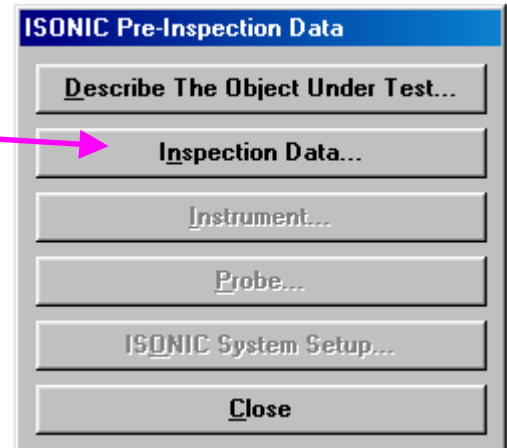 ISONIC Pre-Inspection Data
Describe The Object Under Test...
Inspection Data...
Instrument...
Probe...
ISONIC System Setup...
Close